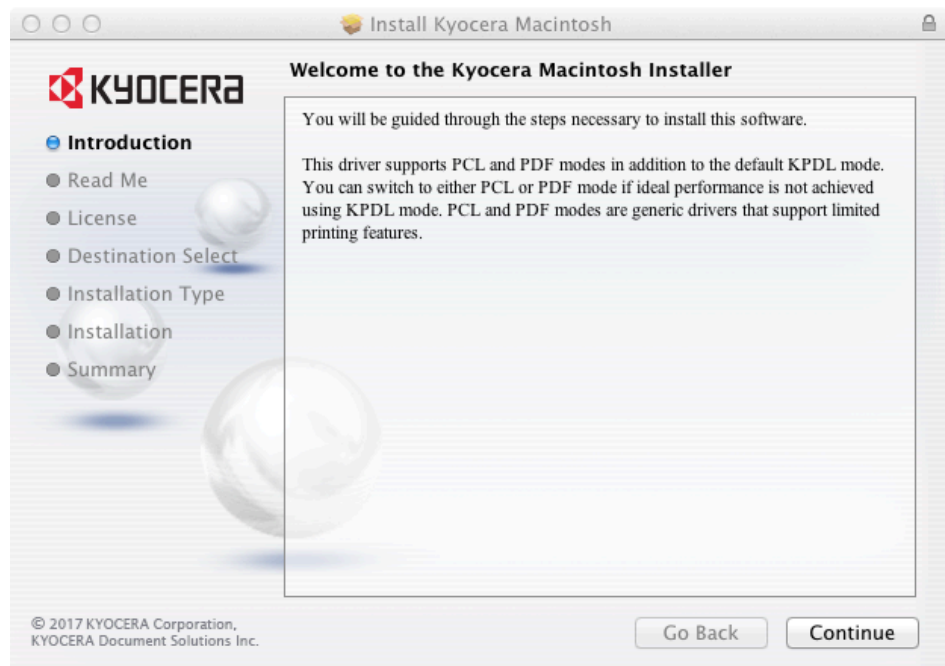 Install Kyocera Macintosh
KYOCERA
Welcome to the Kyocera Macintosh Installer
Introduction
Read Me
License
Destination Select
Installation Type
Installation
Summary
You will be guided through the steps necessary to install this software.
This driver supports PCL and PDF modes in addition to the default KPDL mode.
You can switch to either PCL or PDF mode if ideal performance is not achieved
using KPDL mode. PCL and PDF modes are generic drivers that support limited
printing features.
© 2017 KYOCERA Corporation,
KYOCERA Document Solutions Inc.
Go Back
Continue